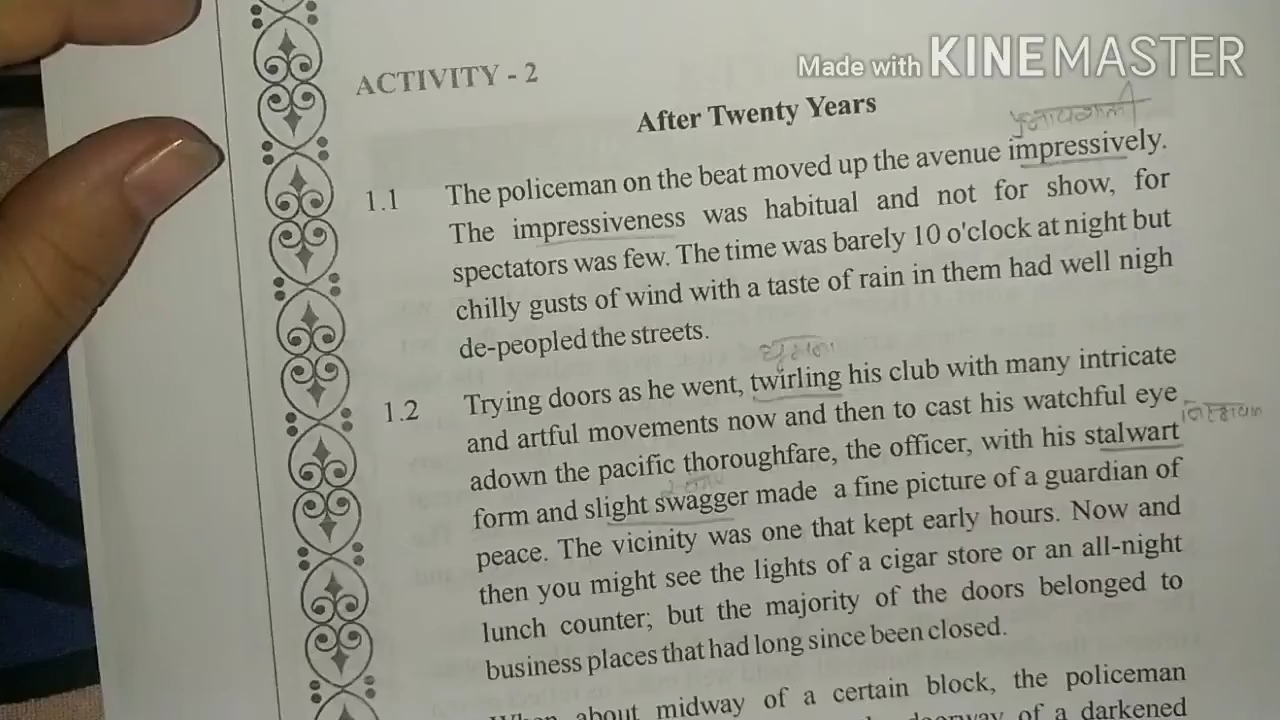 Made with KINEMASTER
ACTIVITY - 2
After Twenty Years
1.1 The policeman on the beat moved up the avenue impressively.
The impressiveness was habitual and not for show, for
spectators was few. The time was barely 10 o'clock at night but
chilly gusts of wind with a taste of rain in them had well nigh
de-peopled the streets.
1.2 Trying doors as he went, twirling his club with many intricate
and artful movements now and then to cast his watchful eye
adown the pacific thoroughfare, the officer, with his stalwart
form and slight swagger made a fine picture of a guardian of
peace. The vicinity was one that kept early hours. Now and
then you might see the lights of a cigar store or an all-night
lunch counter; but the majority of the doors belonged to
business places that had long since been closed.
When about midway of a certain block, the policeman
doorway of a darkened